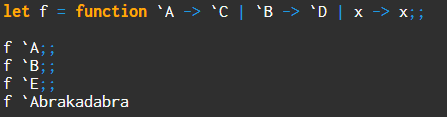 let f = function `A -> `C | `B -> `D | x -> x;;
f `A;;
f `B;;
f `E;;
f `Abrakadabra